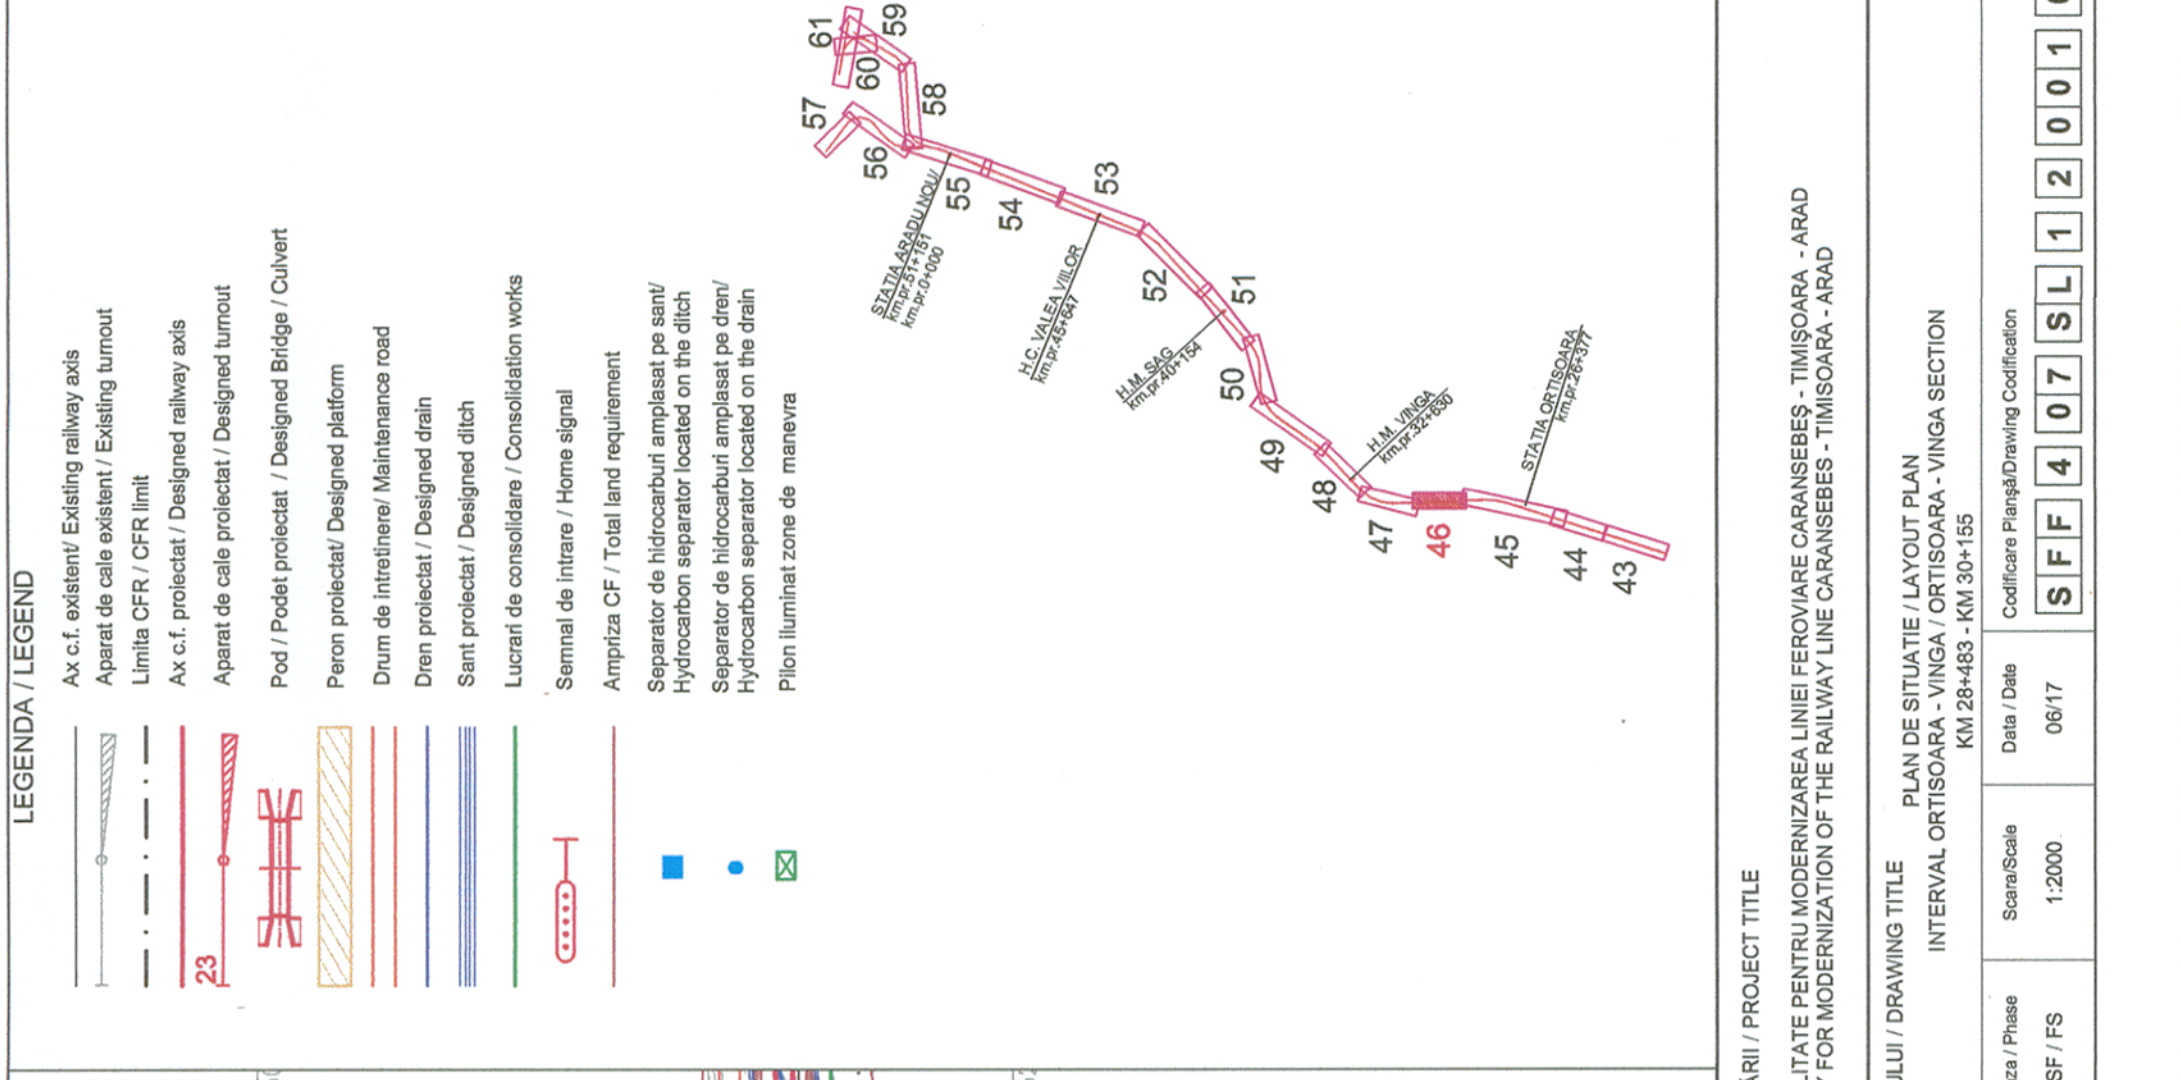 LEGENDA / LEGEND
Ax c.f. existent/ Existing railway axis
Aparat de cale existent / Existing turnout
Limita CFR / CFR limit
Ax c.f. proiectat / Designed railway axis
23
Aparat de cale proiectat / Designed turnout
Pod / Podet proiectat / Designed Bridge / Culvert
Peron proiectat/ Designed platform
Drum de intretinere/ Maintenance road
Dren proiectat / Designed drain
Sant proiectat / Designed ditch
Lucrari de consolidare / Consolidation works
Semnal de intrare / Home signal
Ampriza CF / Total land requirement
Separator de hidrocarburi amplasat pe sant/
Hydrocarbon separator located on the ditch
Separator de hidrocarburi amplasat pe dren/
Hydrocarbon separator located on the drain
Pilon iluminat zone de manevra
61
59
60
57
58
56
55
STATIA ARADU NOU/
km.pr.51+151
km.pr.0+000
54
53
H.C. VALEA VIILOR
km.pr.45+647
52
51
H.M. SAG
km.pr.40+154
50
49
48
H.M. VINGA
km.pr.32+630
47
46
45
STATIA ORTISOARA
km.pr.26+377
44
43
ĂRII / PROJECT TITLE
LITATE PENTRU MODERNIZAREA LINIEI FEROVIARE CARANSEBEŞ - TIMIŞOARA - ARAD
FOR MODERNIZATION OF THE RAILWAY LINE CARANSEBES - TIMISOARA - ARAD
ULUI / DRAWING TITLE
PLAN DE SITUATIE / LAYOUT PLAN
INTERVAL ORTISOARA - VINGA / ORTISOARA - VINGA SECTION
KM 28+483 - KM 30+155
za / Phase
SF / FS
Scara/Scale
1:2000
Data / Date
06/17
Codificare Planşă/Drawing Codification
S F F 4 0 7 S L 1 2 0 0 1